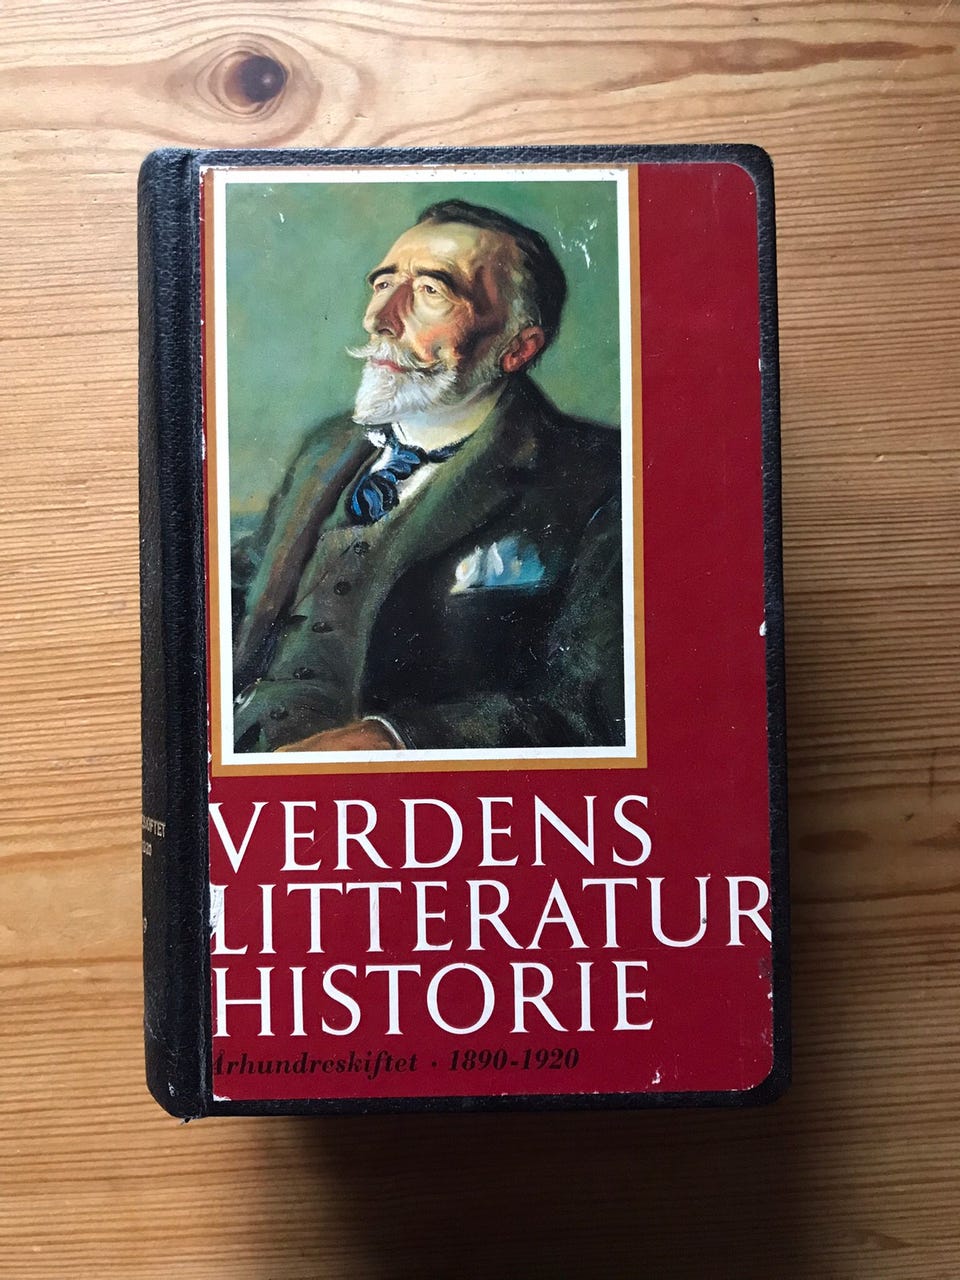 VERDENS
LITTERATUR
HISTORIE
Århundreskiftet · 1890-1920